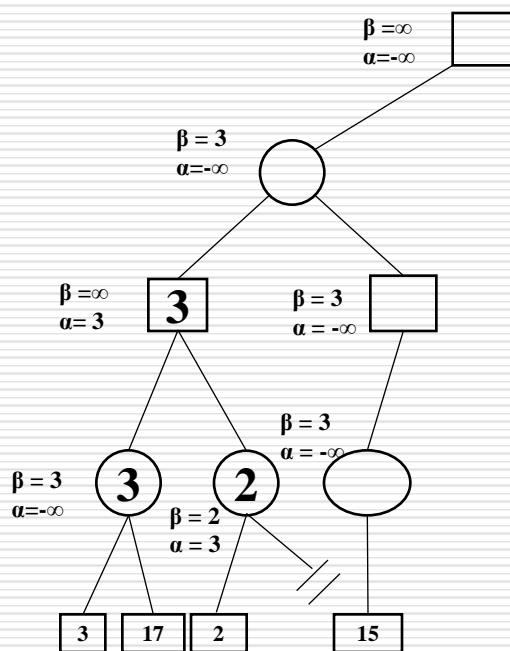 β =∞
α=-∞
β = 3
α=-∞
β =∞
α= 3
3
β = 3
α = -∞
β = 3
α = -∞
β = 3
α=-∞
3
2
β = 2
α = 3
3
17
2
15